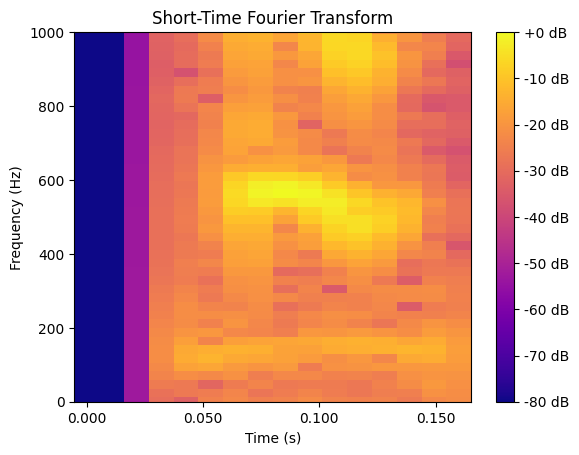 Short-Time Fourier Transform
1000
800
600
400
200
0
Frequency (Hz)
0.000
0.050
0.100
0.150
Time (s)
+0 dB
-10 dB
-20 dB
-30 dB
-40 dB
-50 dB
-60 dB
-70 dB
-80 dB